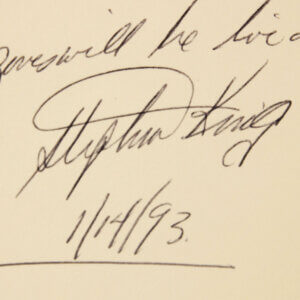 will be
Stephen King
1/14/93.